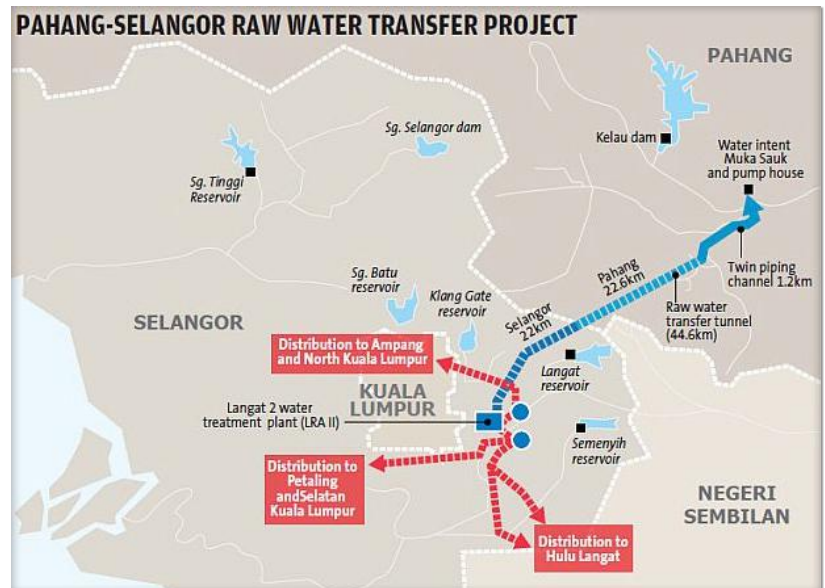 PAHANG-SELANGOR RAW WATER TRANSFER PROJECT
PAHANG
Sg. Selangor dam
Kelau dam
Water intent
Muka Sauk
and pump house
Sg. Tinggi
Reservoir
Twin piping
channel 1.2km
Pahang
22.6km
Raw water
transfer tunnel
(44.6km)
Sg. Batu
reservoir
Klang Gate
reservoir
Selangor
22km
SELANGOR
Distribution to Ampang
and North Kuala Lumpur
Langat
reservoir
KUALA
LUMPUR
Langat 2 water
treatment plant (LRA II)
Semenyih
reservoir
Distribution to
Petaling
andSelatan
Kuala Lumpur
NEGERI
SEMBILAN
Distribution to
Hulu Langat